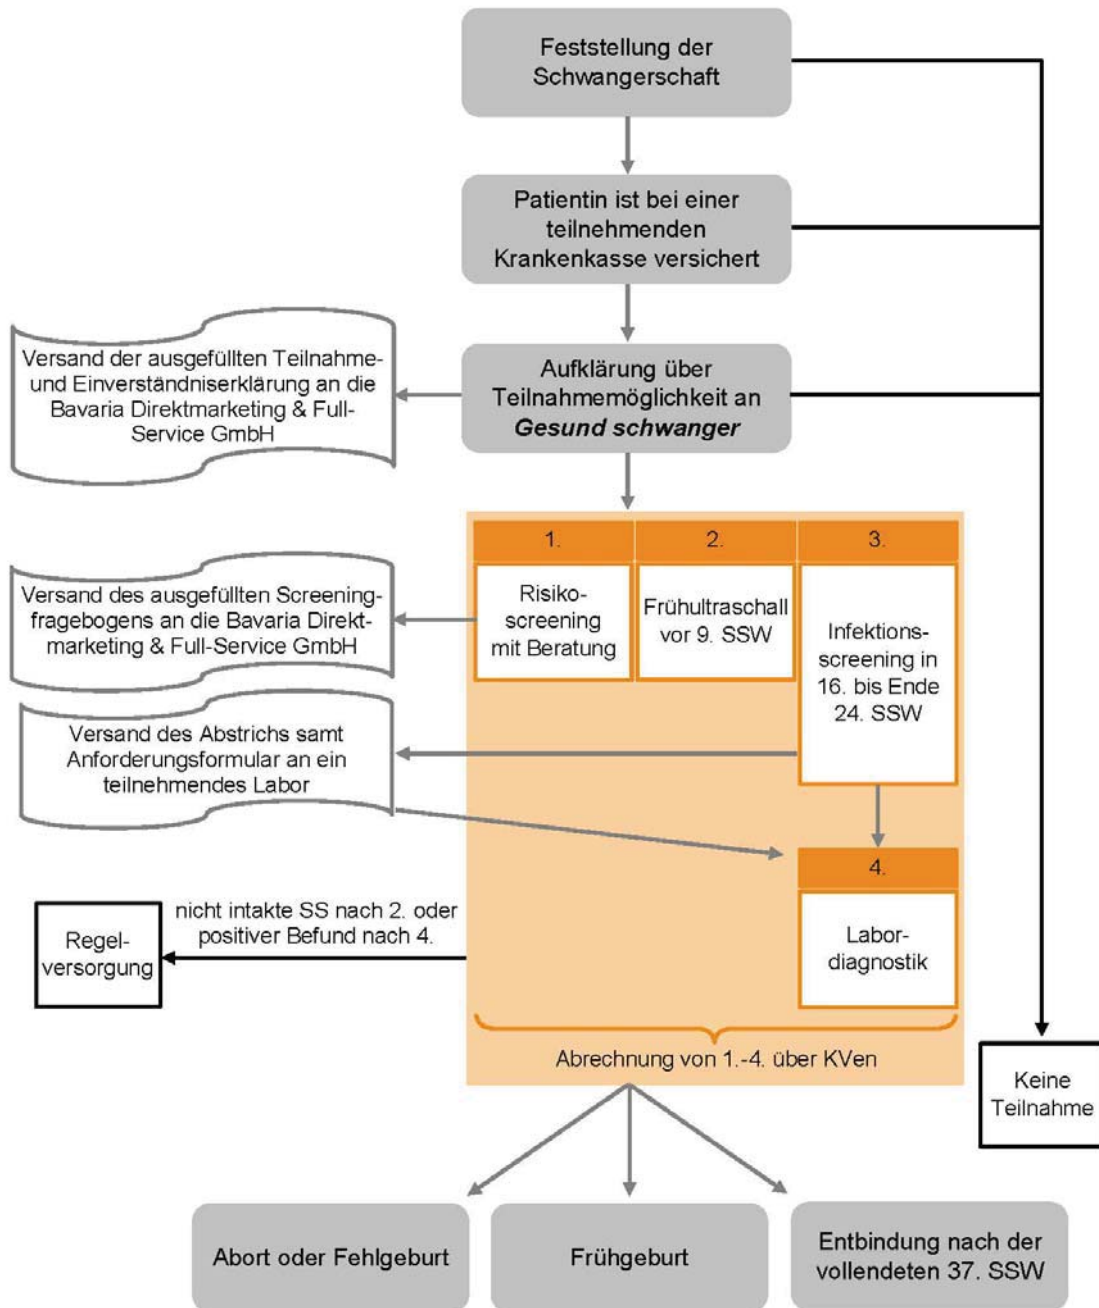 Feststellung der
Schwangerschaft
Patientin ist bei einer
teilnehmenden
Krankenkasse versichert
Versand der ausgefüllten Teilnahme-
und Einverständniserklärung an die
Bavaria Direktmarketing & Full-
Service GmbH
Aufklärung über
Teilnahmemöglichkeit an
Gesund schwanger
1.
2.
3.
Versand des ausgefüllten Screening-
fragebogens an die Bavaria Direkt-
marketing & Full-Service GmbH
Risiko-
screening
mit Beratung
Frühultraschall
vor 9. SSW
Infektions-
screening in
16. bis Ende
24. SSW
Versand des Abstrichs samt
Anforderungsformular an ein
teilnehmendes Labor
4.
Labor-
diagnostik
nicht intakte SS nach 2. oder
positiver Befund nach 4.
Regel-
versorgung
Abrechnung von 1.-4. über KVen
Keine
Teilnahme
Abort oder Fehlgeburt
Frühgeburt
Entbindung nach der
vollendeten 37. SSW